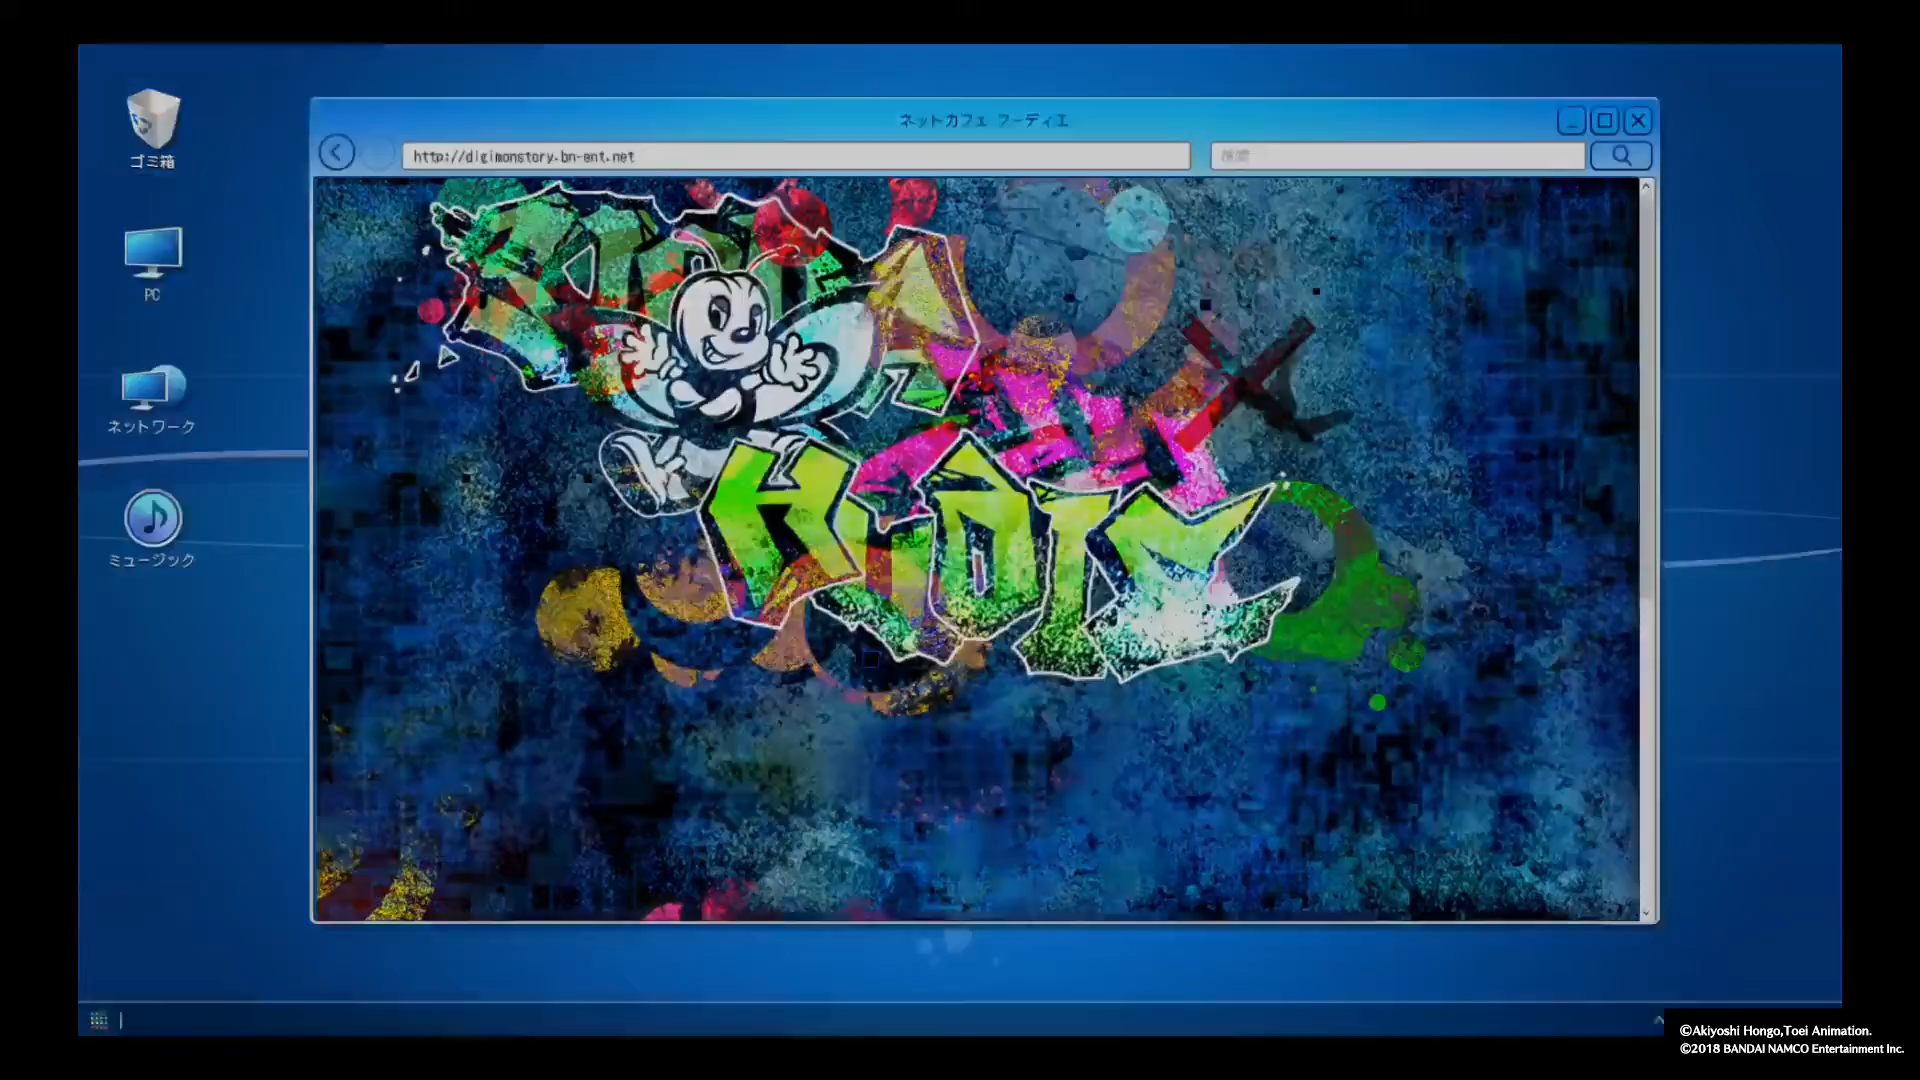 ネットカフェ フーディエ
http://digimonstory.bn-ent.net
検索
ゴミ箱
PC
ネットワーク
ミュージック
©Akiyoshi Hongo,Toei Animation.
©2018 BANDAI NAMCO Entertainment Inc.